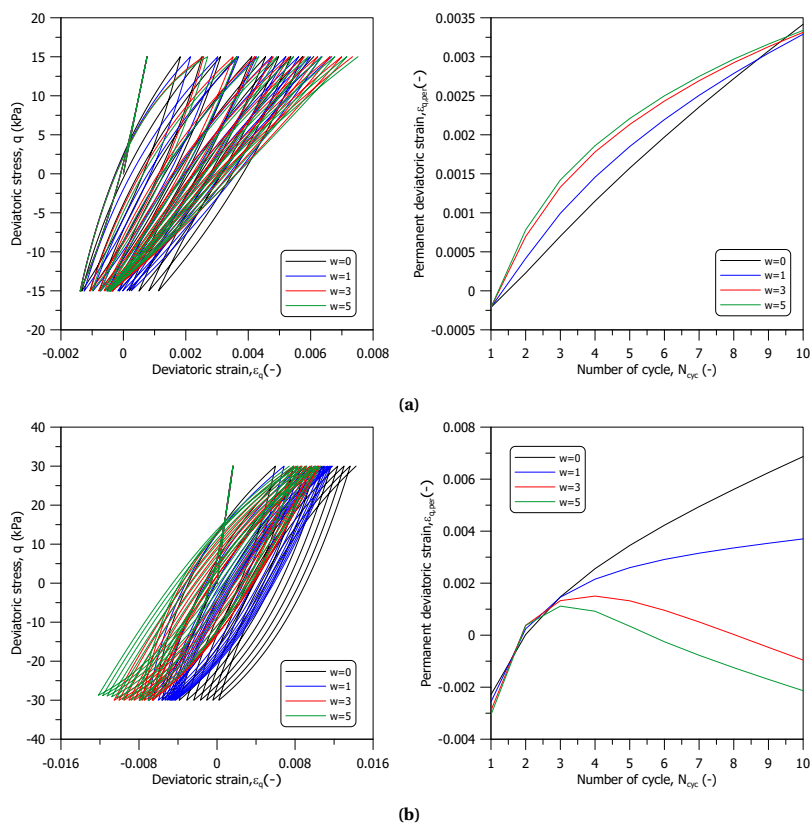 20
15
10
5
0
-5
-10
-15
-20
Deviatoric stress, q (kPa)
w=0
w=1
w=3
w=5
-0.002
0
0.002
0.004
0.006
0.008
Deviatoric strain,εq(-)
0.0035
0.003
0.0025
0.002
0.0015
0.001
0.0005
0
-0.0005
Permanent deviatoric strain,εq,per(-)
w=0
w=1
w=3
w=5
1 2 3 4 5 6 7 8 9 10
Number of cycle, Ncyc (-)
(a)
40
30
20
10
0
-10
-20
-30
-40
Deviatoric stress, q (kPa)
w=0
w=1
w=3
w=5
-0.016
-0.008
0
0.008
0.016
Deviatoric strain,εq(-)
0.008
0.006
0.004
0.002
0
-0.002
-0.004
Permanent deviatoric strain,εq,per(-)
w=0
w=1
w=3
w=5
1 2 3 4 5 6 7 8 9 10
Number of cycle, Ncyc (-)
(b)